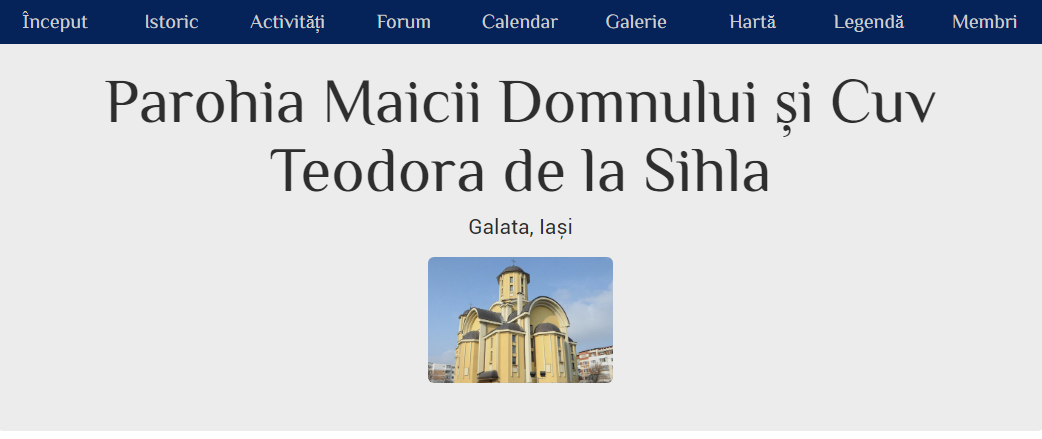 Început Istoric Activități Forum Calendar Galerie Hartă Legendă Membri
Parohia Maicii Domnului și Cuv
Teodora de la Sihla
Galata, Iași